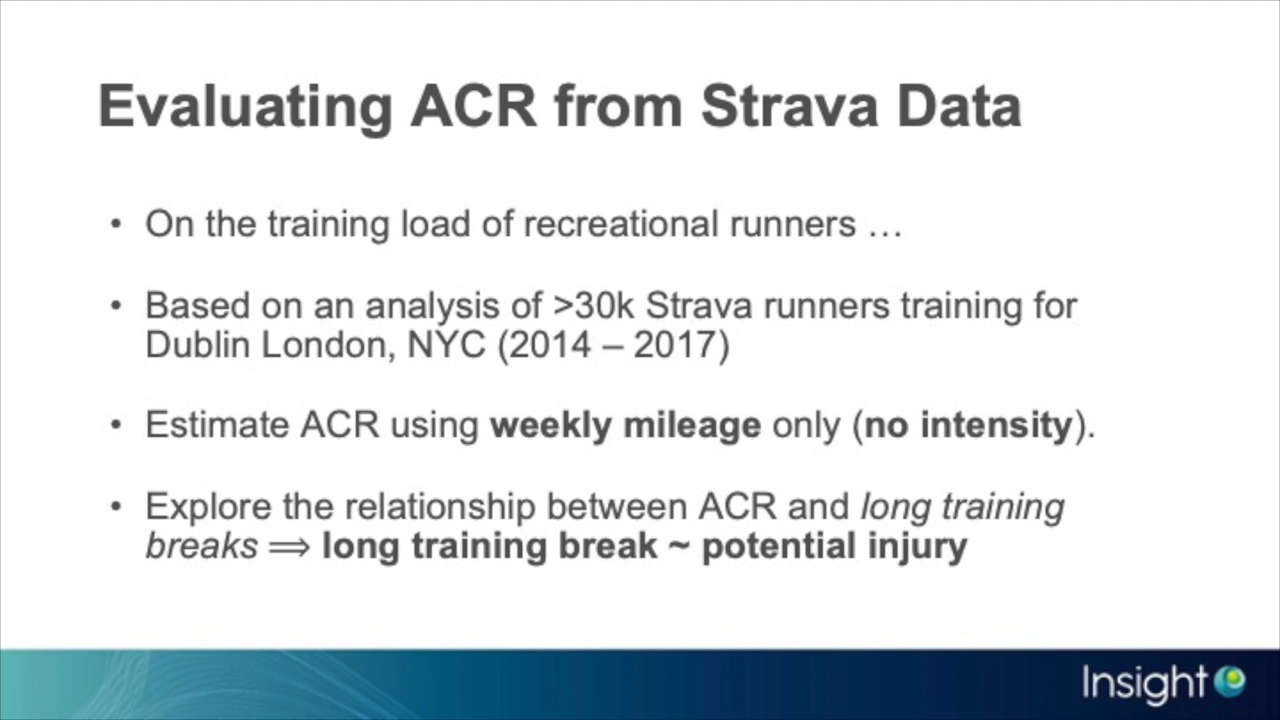 Evaluating ACR from Strava Data
• On the training load of recreational runners …
• Based on an analysis of >30k Strava runners training for
Dublin London, NYC (2014 – 2017)
• Estimate ACR using weekly mileage only (no intensity).
• Explore the relationship between ACR and long training
breaks ⟹ long training break ~ potential injury
Insight